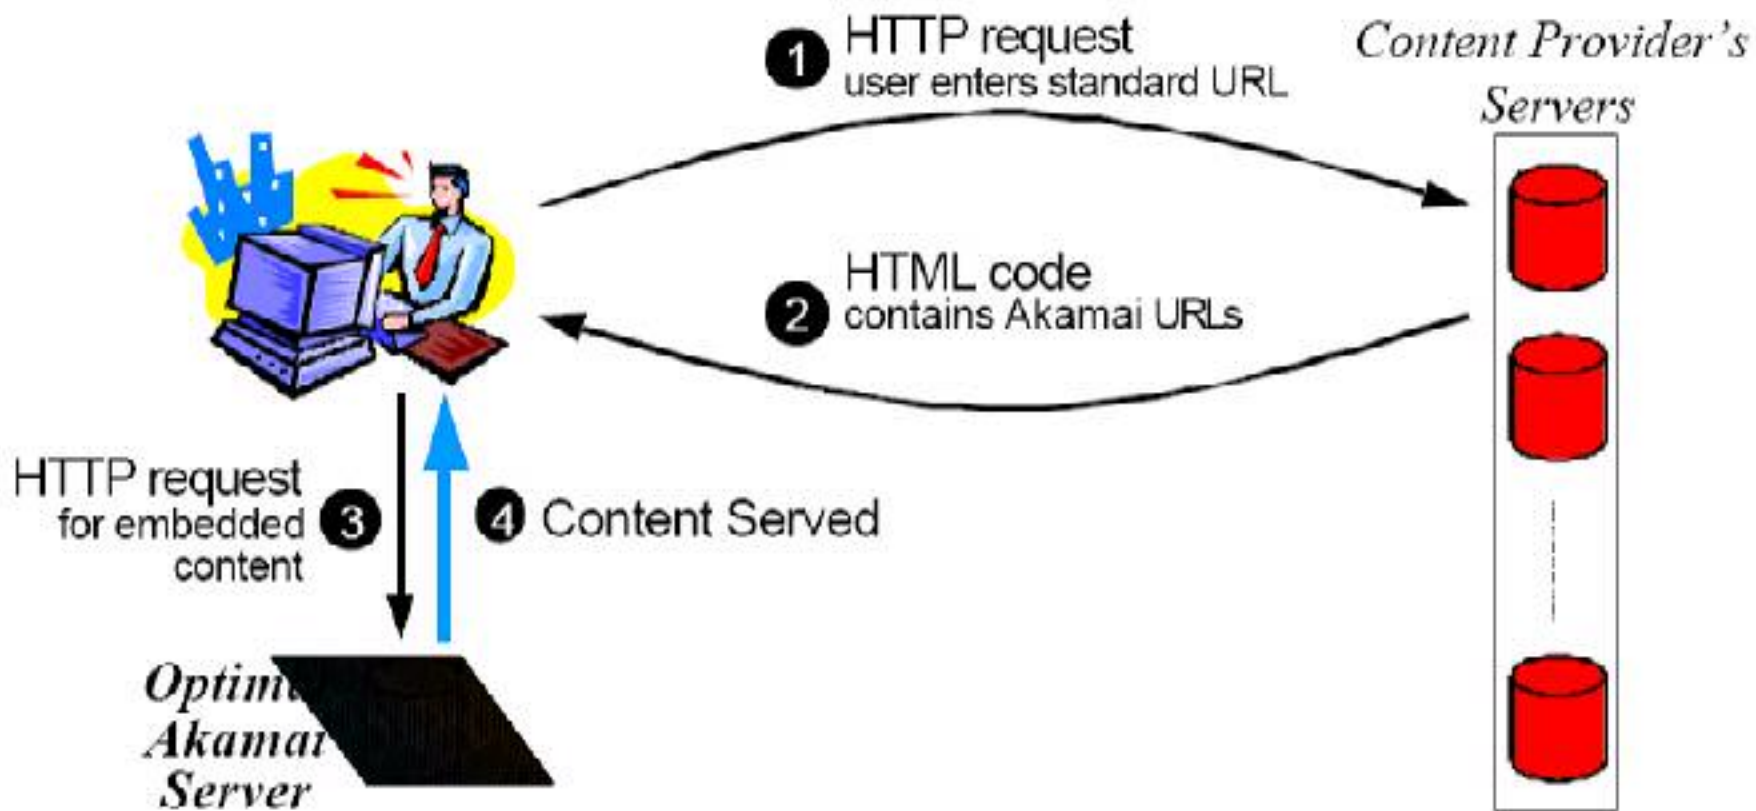 1 HTTP request
user enters standard URL
Content Provider's
Servers
2 HTML code
contains Akamai URLs
HTTP request
for embedded 3
content
4 Content Served
Akamai
Server